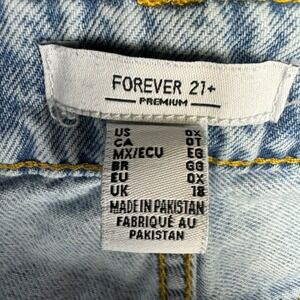 FOREVER 21+
PREMIUM
US 0X
CA 0T
MX/ECU EG
BR GG
EU 0X
UK 18
MADE IN PAKISTAN
FABRIQUÉ AU
PAKISTAN